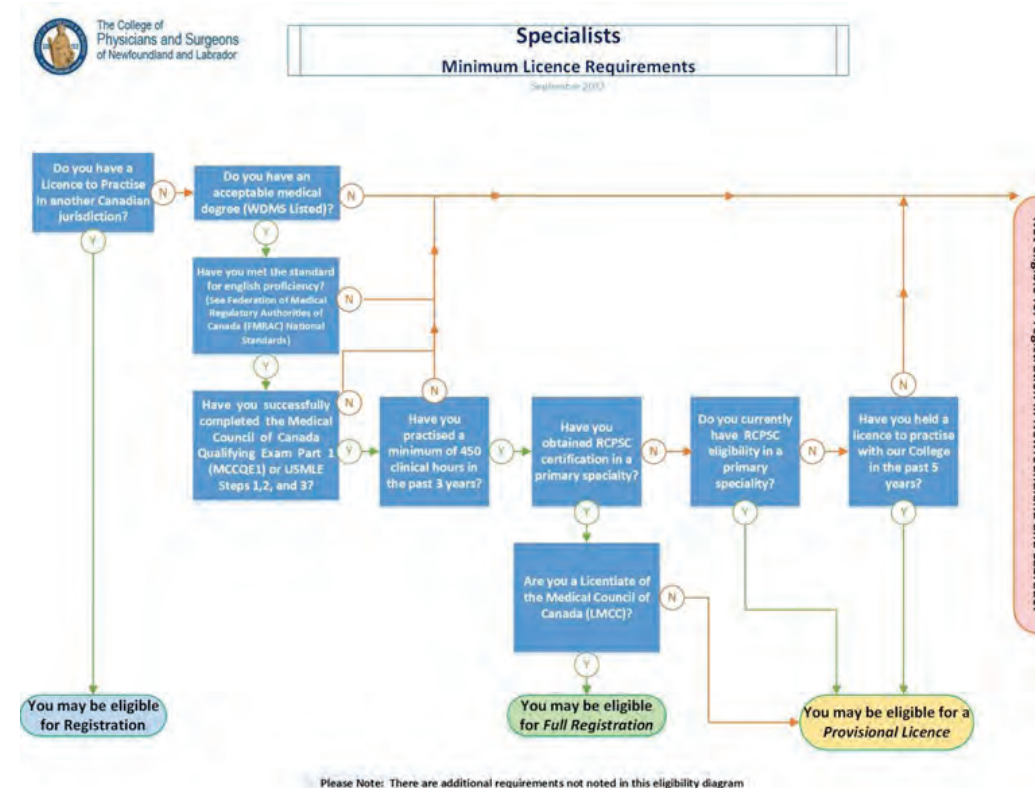 The College of
Physicians and Surgeons
of Newfoundland and Labrador
Specialists
Minimum Licence Requirements
Do you have a
Licence to Practise
in another Canadian
jurisdiction?
N
Y
Do you have an
acceptable medical
degree (WDMS Listed)?
N
Y
Have you met the standard
for english proficiency?
(See Federation of Medical
Regulatory Authorities of
Canada (FMRAC) National
Standards)
N
Y
Have you successfully
completed the Medical
Council of Canada
Qualifying Exam Part 1
(MCCQE1) or USMLE
Steps 1,2, and 3?
N
Y
Have you
practised a
minimum of 450
clinical hours in
the past 3 years?
N
Y
Have you
obtained RCPSC
certification in a
primary specialty?
N
Y
Do you currently
have RCPSC
eligibility in a
primary
speciality?
N
Y
Have you held a
licence to practise
with our College
in the past 5
years?
N
Y
Are you a Licentiate of
the Medical Council of
Canada (LMCC)?
N
Y
You may be eligible
for Registration
You may be eligible
for Full Registration
You may be eligible for a
Provisional Licence
Please Note: There are additional requirements not noted in this eligibility diagram